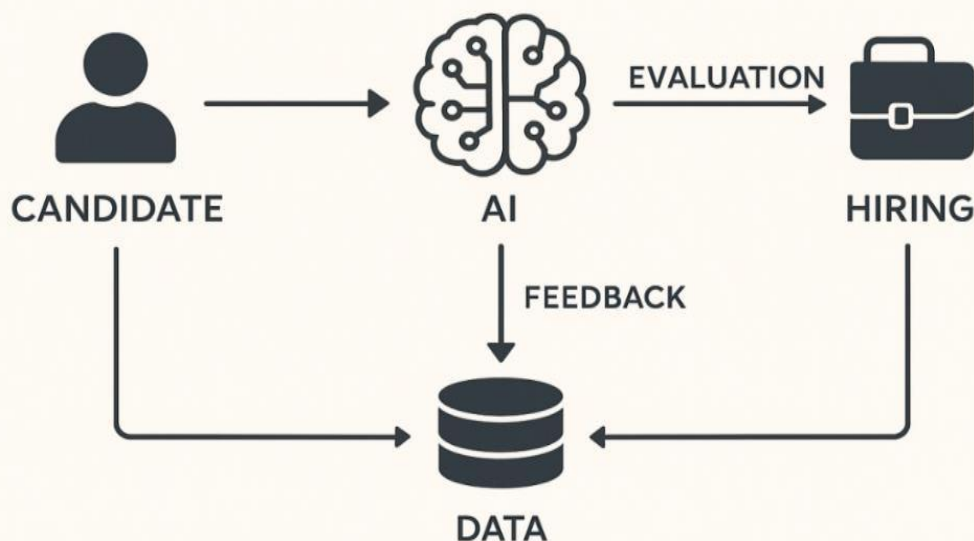 EVALUATION
CANDIDATE
AI
HIRING
FEEDBACK
DATA